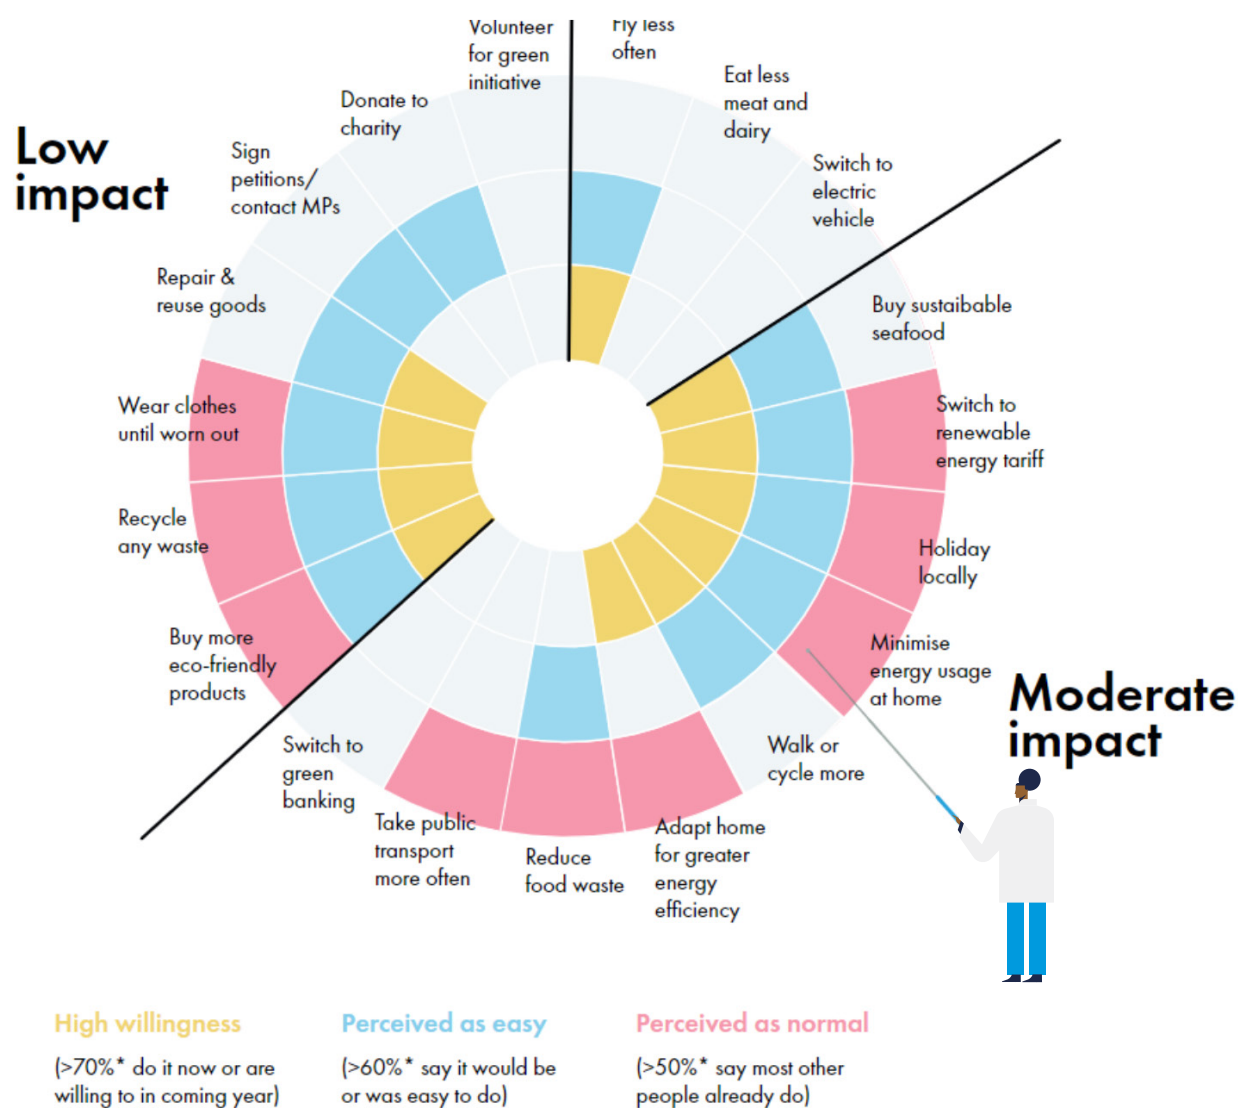 Volunteer
for green
initiative
Fly less
often
Eat less
meat and
dairy
Switch to
electric
vehicle
Buy sustaibable
seafood
Switch to
renewable
energy tariff
Holiday
locally
Minimise
energy usage
at home
Moderate
impact
Walk or
cycle more
Adapt home
for greater
energy
efficiency
Reduce
food waste
Take public
transport
more often
Switch to
green
banking
Buy more
eco-friendly
products
Recycle
any waste
Wear clothes
until worn out
Repair &
reuse goods
Sign
petitions/
contact MPs
Donate to
charity
Low
impact
High willingness
(>70%* do it now or are
willing to in coming year)
Perceived as easy
(>60%* say it would be
or was easy to do)
Perceived as normal
(>50%* say most other
people already do)